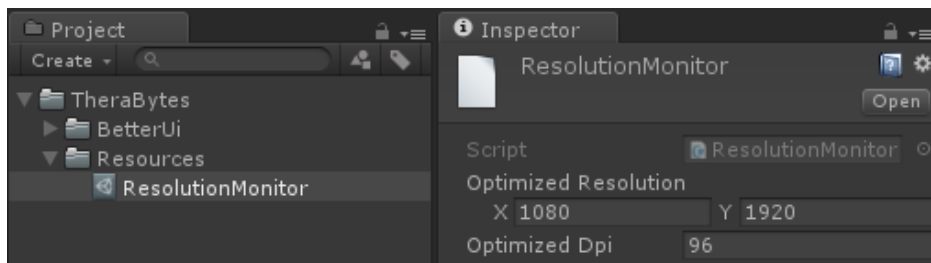 Project
Create
TheraBytes
BetterUi
Resources
ResolutionMonitor
Inspector
ResolutionMonitor
Open
Script ResolutionMonitor
Optimized Resolution
X 1080 Y 1920
Optimized Dpi 96